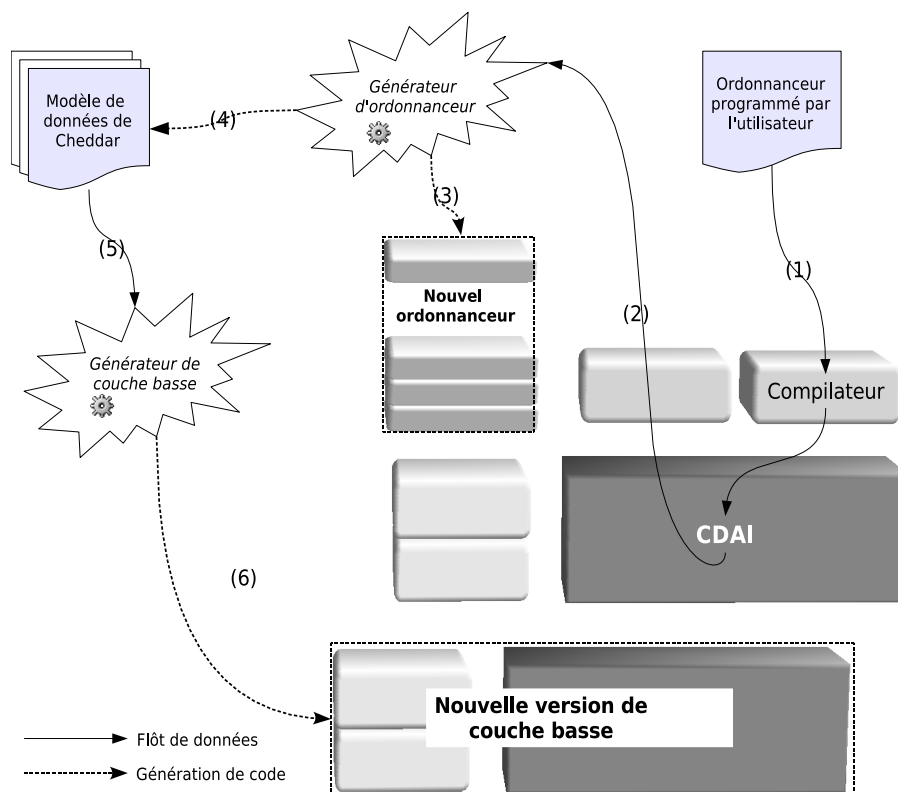 Modèle de
données de
Cheddar
(4)
Générateur
d'ordonnanceur
Ordonnanceur
programmé par
l'utilisateur
(3)
(5)
(1)
Nouvel
ordonnanceur
(2)
Générateur de
couche basse
Compilateur
CDAl
(6)
Nouvelle version de
couche basse
Flôt de données
Génération de code